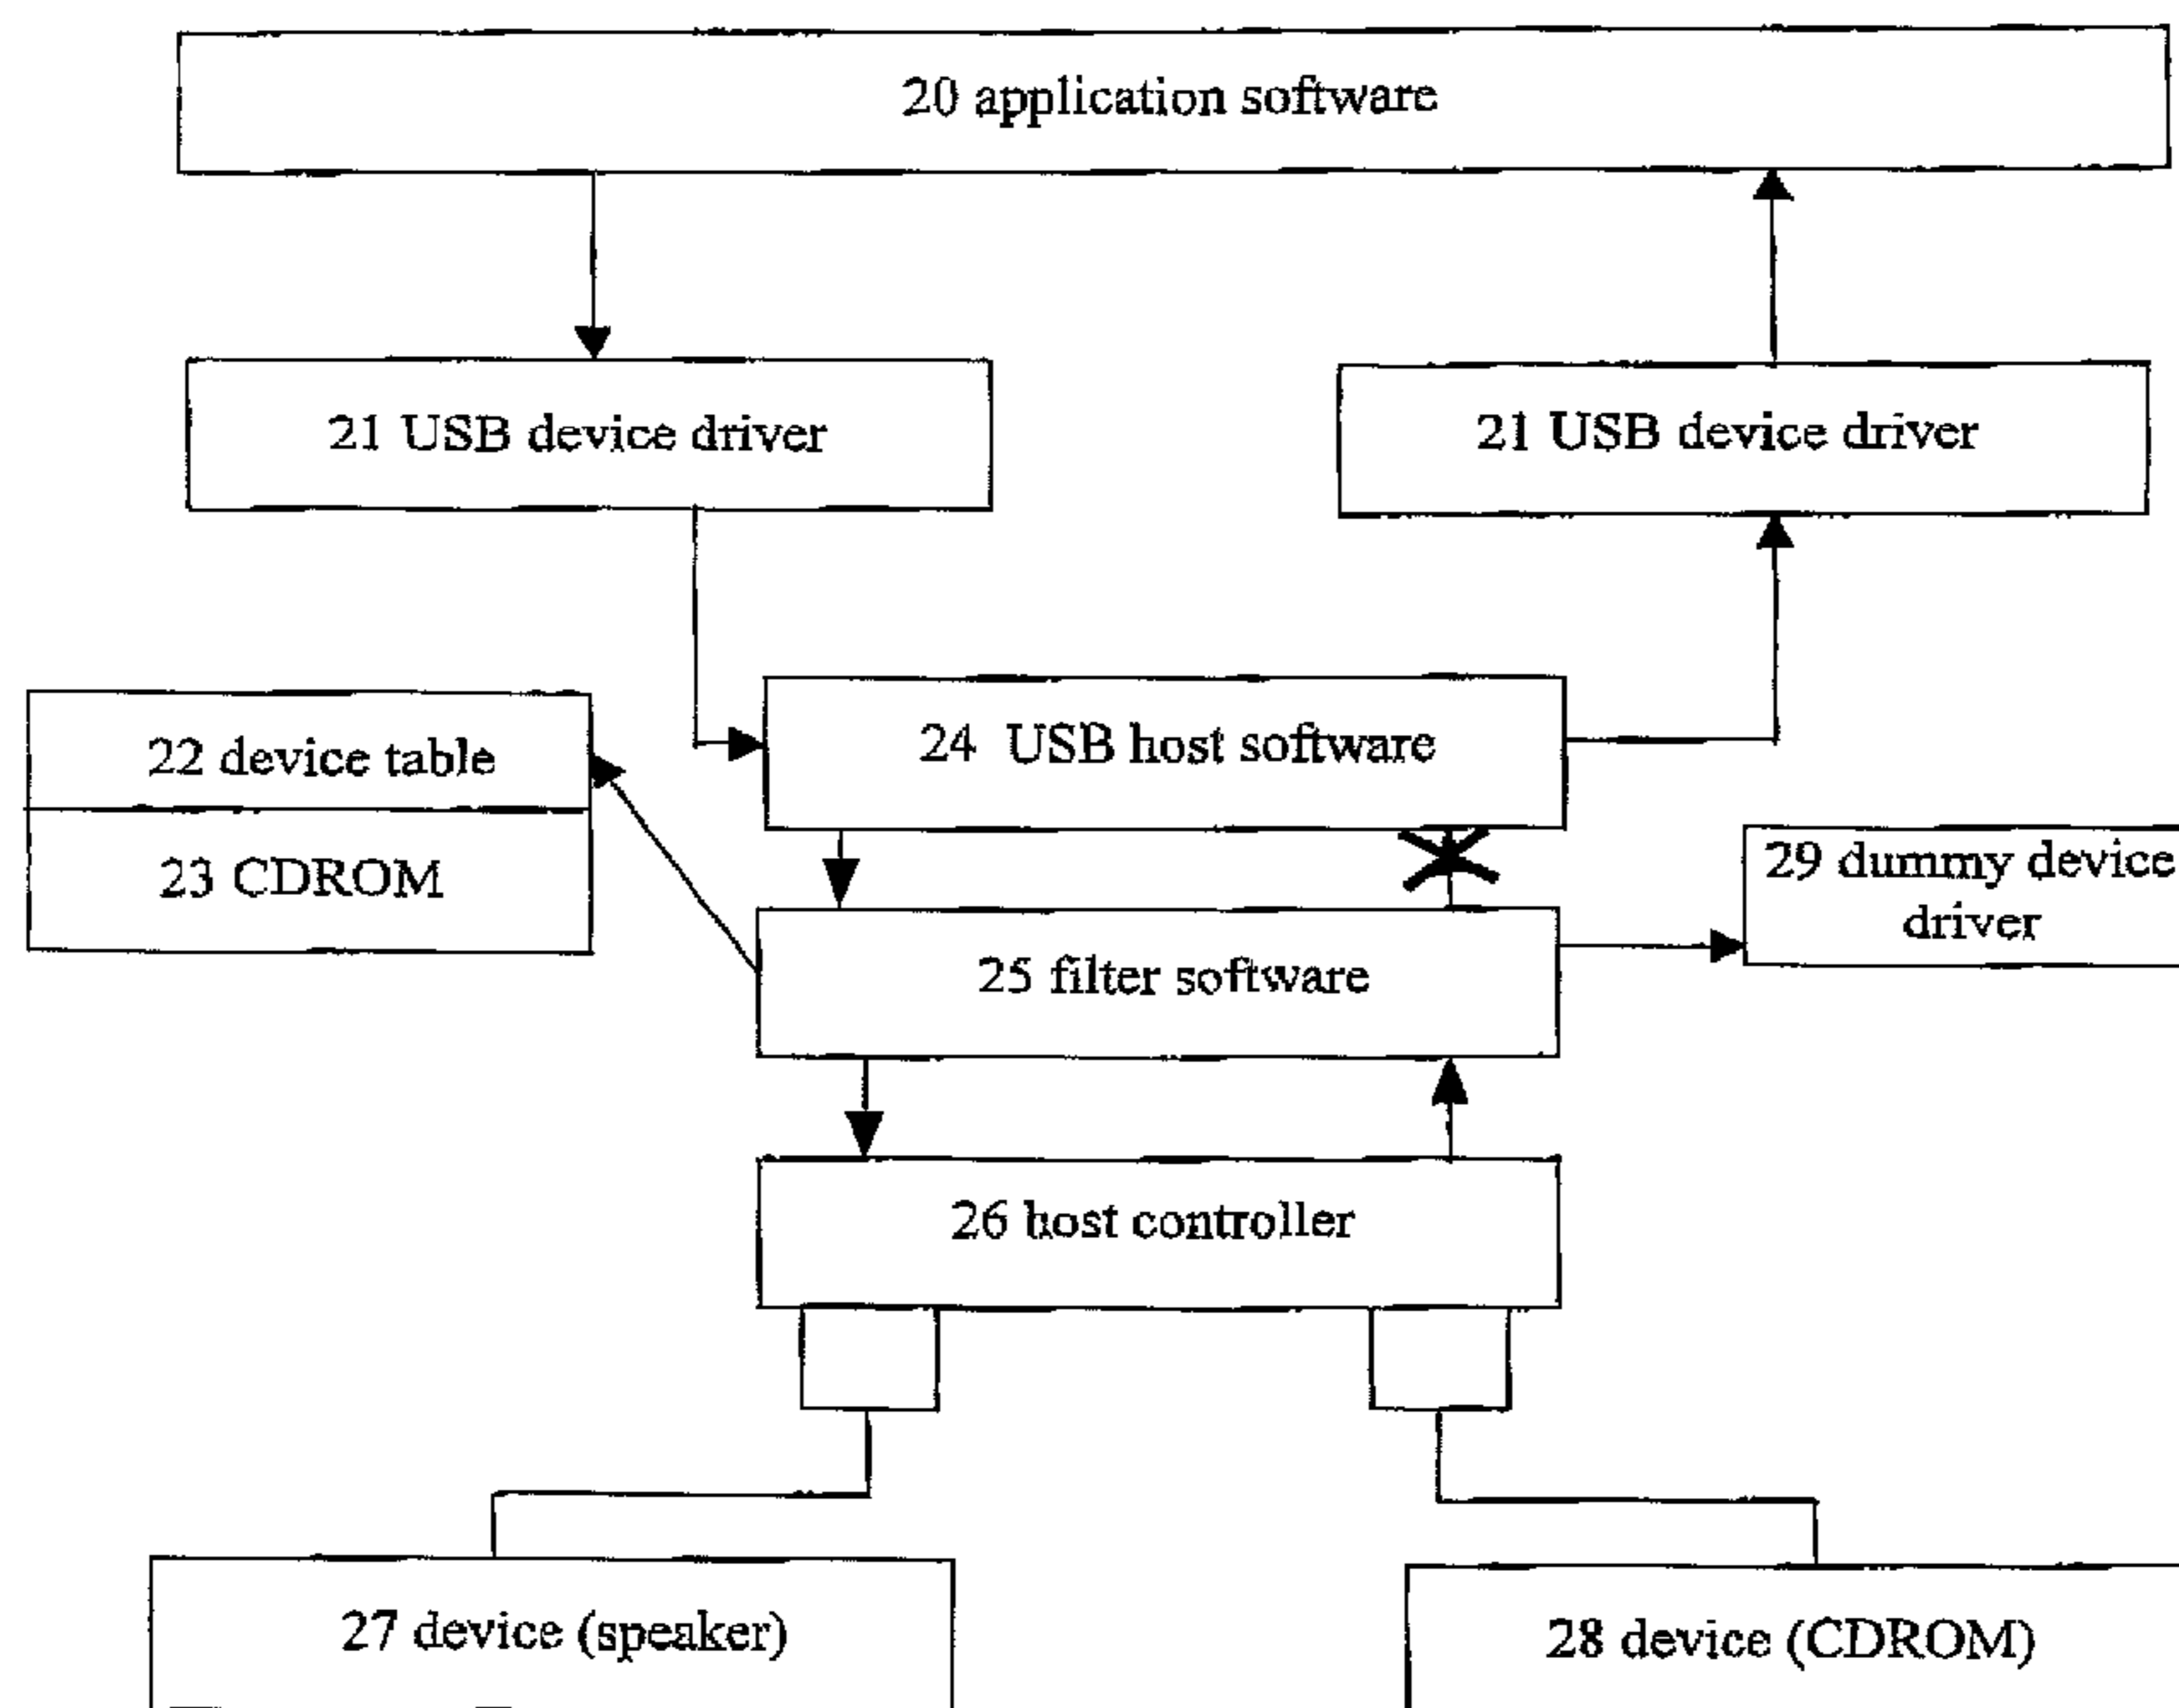 20 application software
21 USB device driver
21 USB device driver
22 device table
24 USB host software
23 CDROM
29 dummy device
driver
25 filter software
26 host controller
27 device (speaker)
28 device (CDROM)